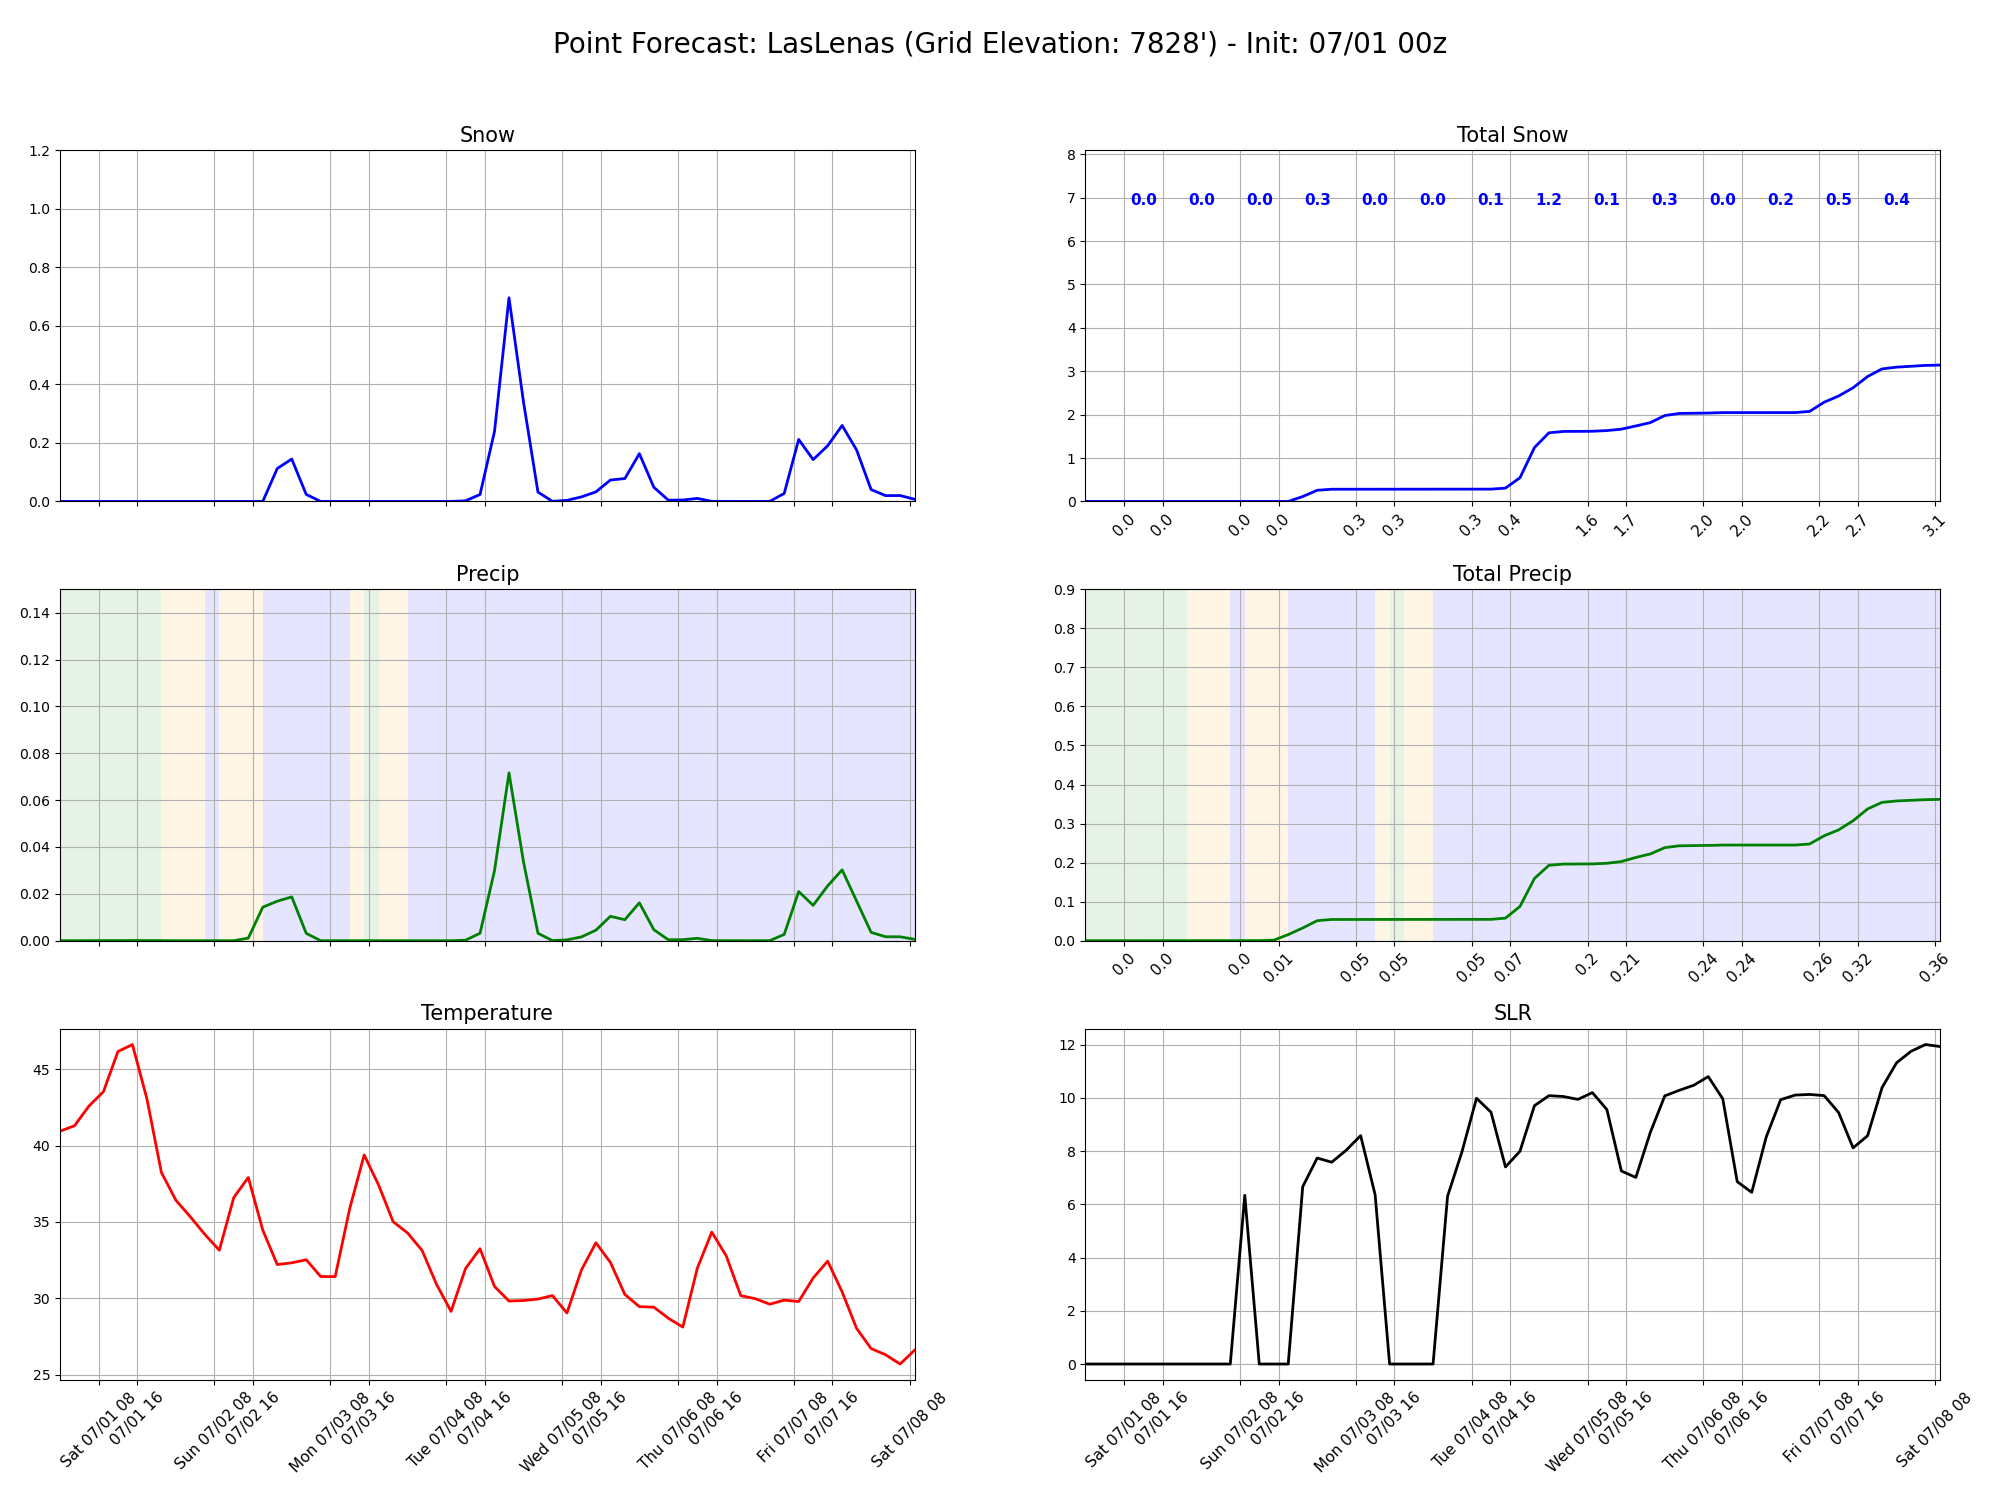 Point Forecast: LasLenas (Grid Elevation: 7828') - Init: 07/01 00z
Snow
1.2
1.0
0.8
0.6
0.4
0.2
0.0
Total Snow
8
7
6
5
4
3
2
1
0
0.0 0.0 0.0 0.3 0.0 0.0 0.1 1.2 0.1 0.3 0.0 0.2 0.5 0.4
0.0 0.0 0.0 0.0 0.3 0.3 0.3 0.4 1.6 1.7 2.0 2.0 2.2 2.7 3.1
Precip
0.14
0.12
0.10
0.08
0.06
0.04
0.02
0.00
Total Precip
0.9
0.8
0.7
0.6
0.5
0.4
0.3
0.2
0.1
0.0
0.0 0.0 0.0 0.01 0.05 0.05 0.05 0.07 0.2 0.21 0.24 0.24 0.26 0.32 0.36
Temperature
45
40
35
30
25
Sat 07/01 08
07/01 16
Sun 07/02 08
07/02 16
Mon 07/03 08
07/03 16
Tue 07/04 08
07/04 16
Wed 07/05 08
07/05 16
Thu 07/06 08
07/06 16
Fri 07/07 08
07/07 16
Sat 07/08 08
SLR
12
10
8
6
4
2
0
Sat 07/01 08
07/01 16
Sun 07/02 08
07/02 16
Mon 07/03 08
07/03 16
Tue 07/04 08
07/04 16
Wed 07/05 08
07/05 16
Thu 07/06 08
07/06 16
Fri 07/07 08
07/07 16
Sat 07/08 08